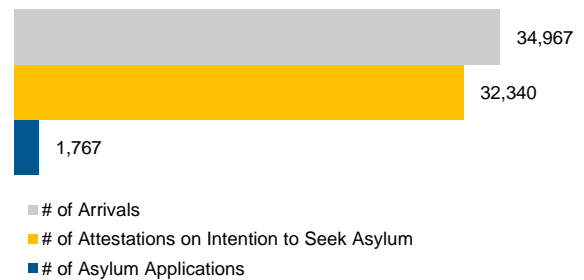 34,967
32,340
1,767
# of Arrivals
# of Attestations on Intention to Seek Asylum
# of Asylum Applications